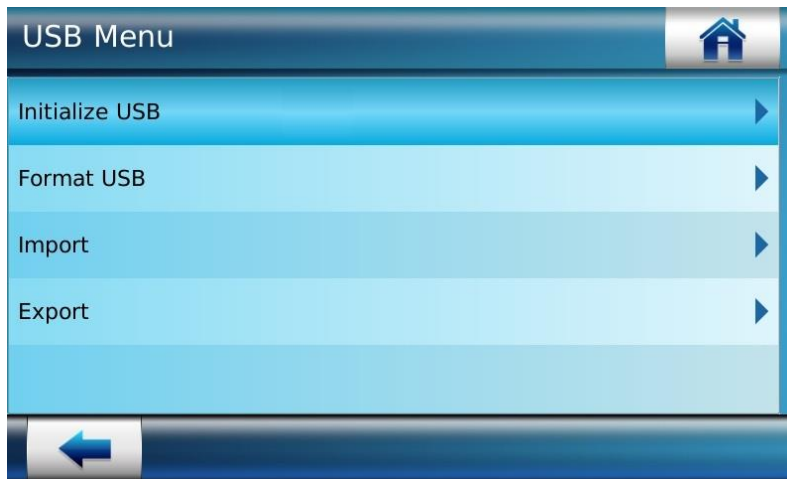 USB Menu
Initialize USB
Format USB
Import
Export